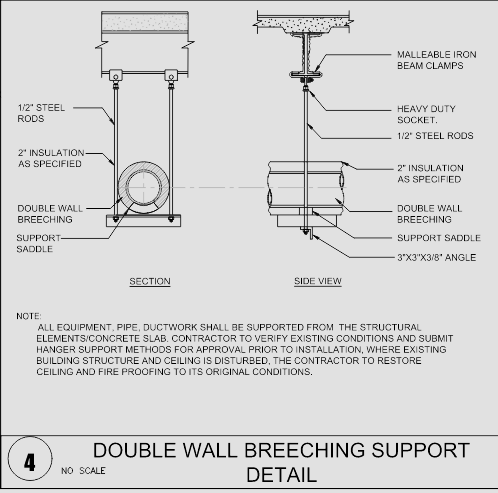 1/2" STEEL
RODS
2" INSULATION
AS SPECIFIED
DOUBLE WALL
BREECHING
SUPPORT
SADDLE
SECTION
MALLEABLE IRON
BEAM CLAMPS
HEAVY DUTY
SOCKET.
1/2" STEEL RODS
2" INSULATION
AS SPECIFIED
DOUBLE WALL
BREECHING
SUPPORT SADDLE
3"X3"X3/8" ANGLE
SIDE VIEW
NOTE:
ALL EQUIPMENT, PIPE, DUCTWORK SHALL BE SUPPORTED FROM THE STRUCTURAL
ELEMENTS/CONCRETE SLAB. CONTRACTOR TO VERIFY EXISTING CONDITIONS AND SUBMIT
HANGER SUPPORT METHODS FOR APPROVAL PRIOR TO INSTALLATION, WHERE EXISTING
BUILDING STRUCTURE AND CEILING IS DISTURBED, THE CONTRACTOR TO RESTORE
CEILING AND FIRE PROOFING TO ITS ORIGINAL CONDITIONS.
4
NO SCALE
DOUBLE WALL BREECHING SUPPORT
DETAIL